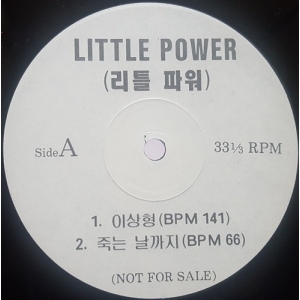 LITTLE POWER
(리틀 파워)
Side A
33⅓ RPM
1. 이상형(BPM 141)
2. 죽는 날까지(BPM 66)
(NOT FOR SALE)